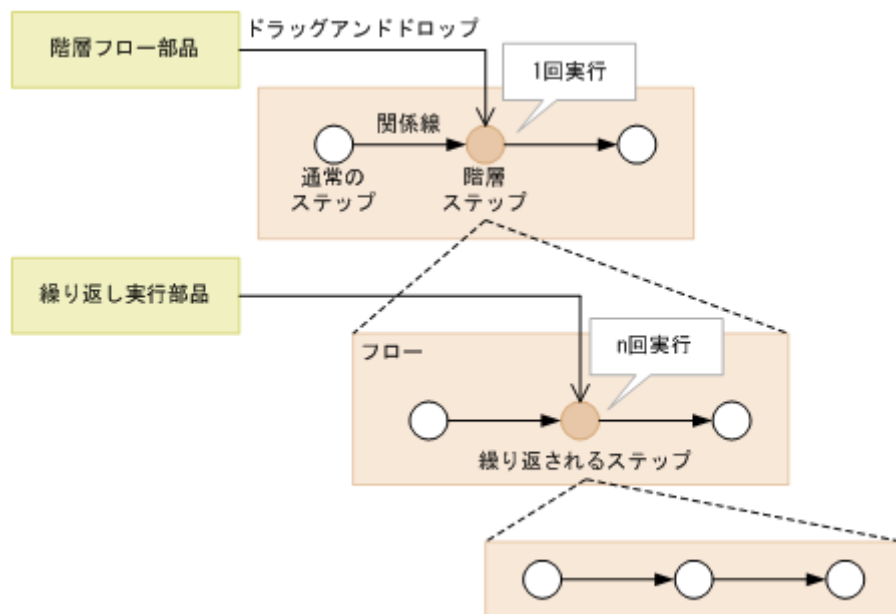 階層フロー部品
ドラッグアンドドロップ
1回実行
関係線
通常の
ステップ
階層
ステップ
繰り返し実行部品
フロー
n回実行
繰り返されるステップ